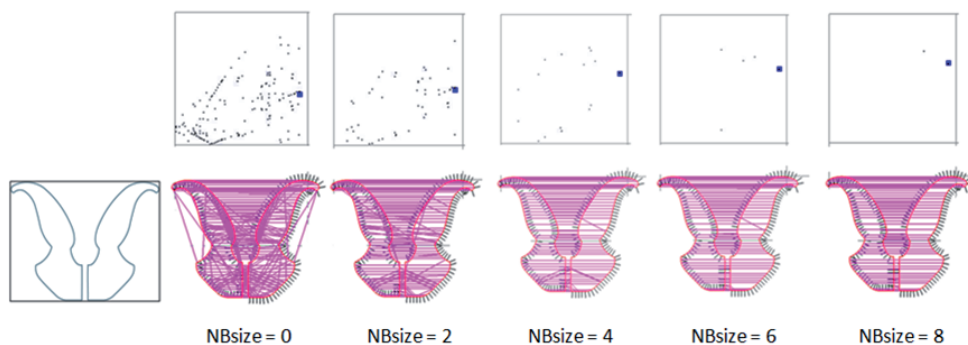 NBsize = 0 NBsize = 2 NBsize = 4 NBsize = 6 NBsize = 8